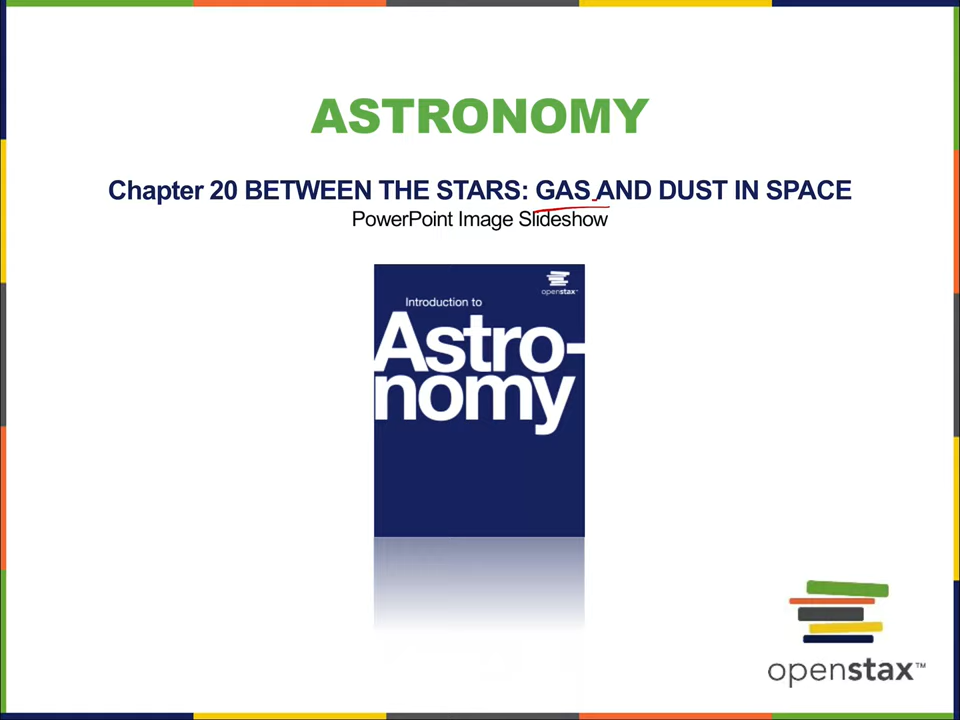 ASTRONOMY
Chapter 20 BETWEEN THE STARS: GAS AND DUST IN SPACE
PowerPoint Image Slideshow
openstax™
Introduction to
Astro-
nomy
openstax™